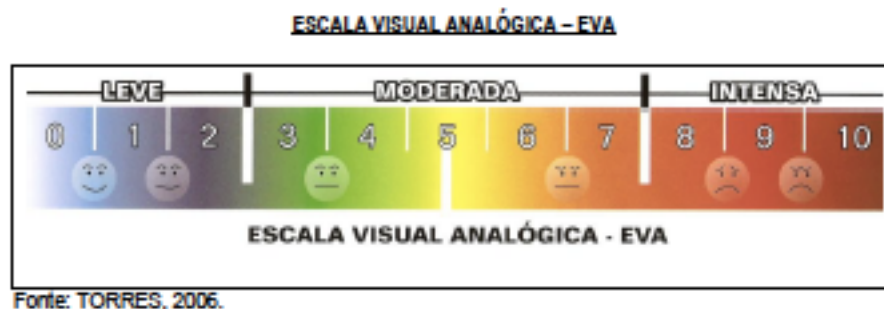 ESCALA VISUAL ANALÓGICA – EVA
LEVE MODERADA INTENSA
0 1 2 3 4 5 6 7 8 9 10
ESCALA VISUAL ANALÓGICA - EVA
Fonte: TORRES, 2006.